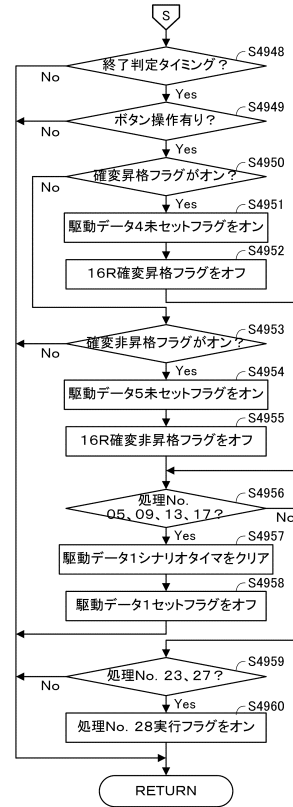 S
S4948
終了判定タイミング？
No
Yes
S4949
ボタン操作有り？
No
Yes
S4950
確変昇格フラグがオン？
No
Yes
S4951
駆動データ4未セットフラグをオン
S4952
16R確変昇格フラグをオフ
S4953
確変非昇格フラグがオン？
No
Yes
S4954
駆動データ5未セットフラグをオン
S4955
16R確変非昇格フラグをオフ
S4956
処理No.
05、09、13、17？
No
Yes
S4957
駆動データ1シナリオタイマをクリア
S4958
駆動データ1セットフラグをオフ
S4959
処理No. 23、27？
No
Yes
S4960
処理No. 28実行フラグをオン
RETURN